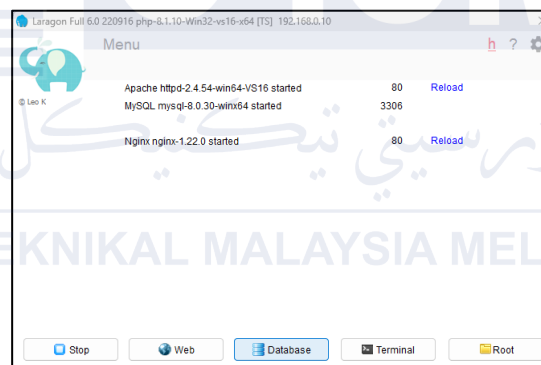 Laragon Full 6.0 220916 php-8.1.10-Win32-vs16-x64 [TS] 192.168.0.10
Menu h ?
© Leo K
Apache httpd-2.4.54-win64-VS16 started 80 Reload
MySQL mysql-8.0.30-winx64 started 3306
Nginx nginx-1.22.0 started 80 Reload
تيكنيكل
EKNIKAL MALAYSIA MEL
Stop Web Database Terminal Root